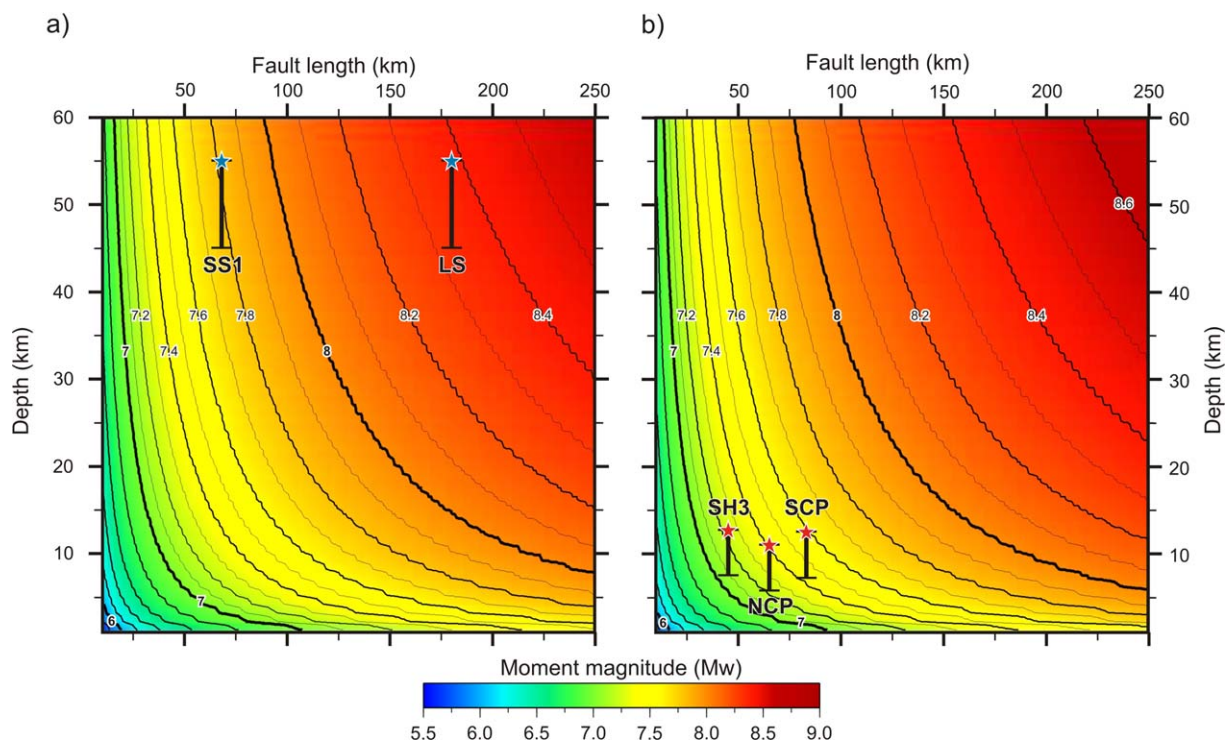 a)
Fault length (km)
50 100 150 200 250
60
50
40
30
20
10
Depth (km)
SS1
LS
7.2
7.4
7.6
7.8
8
8.2
8.4
7
7
6
b)
Fault length (km)
50 100 150 200 250
60
50
40
30
20
10
Depth (km)
8.6
7.2
7.4
7.6
7.8
8
8.2
8.4
7
SH3
SCP
NCP
7
6
Moment magnitude (Mw)
5.5 6.0 6.5 7.0 7.5 8.0 8.5 9.0